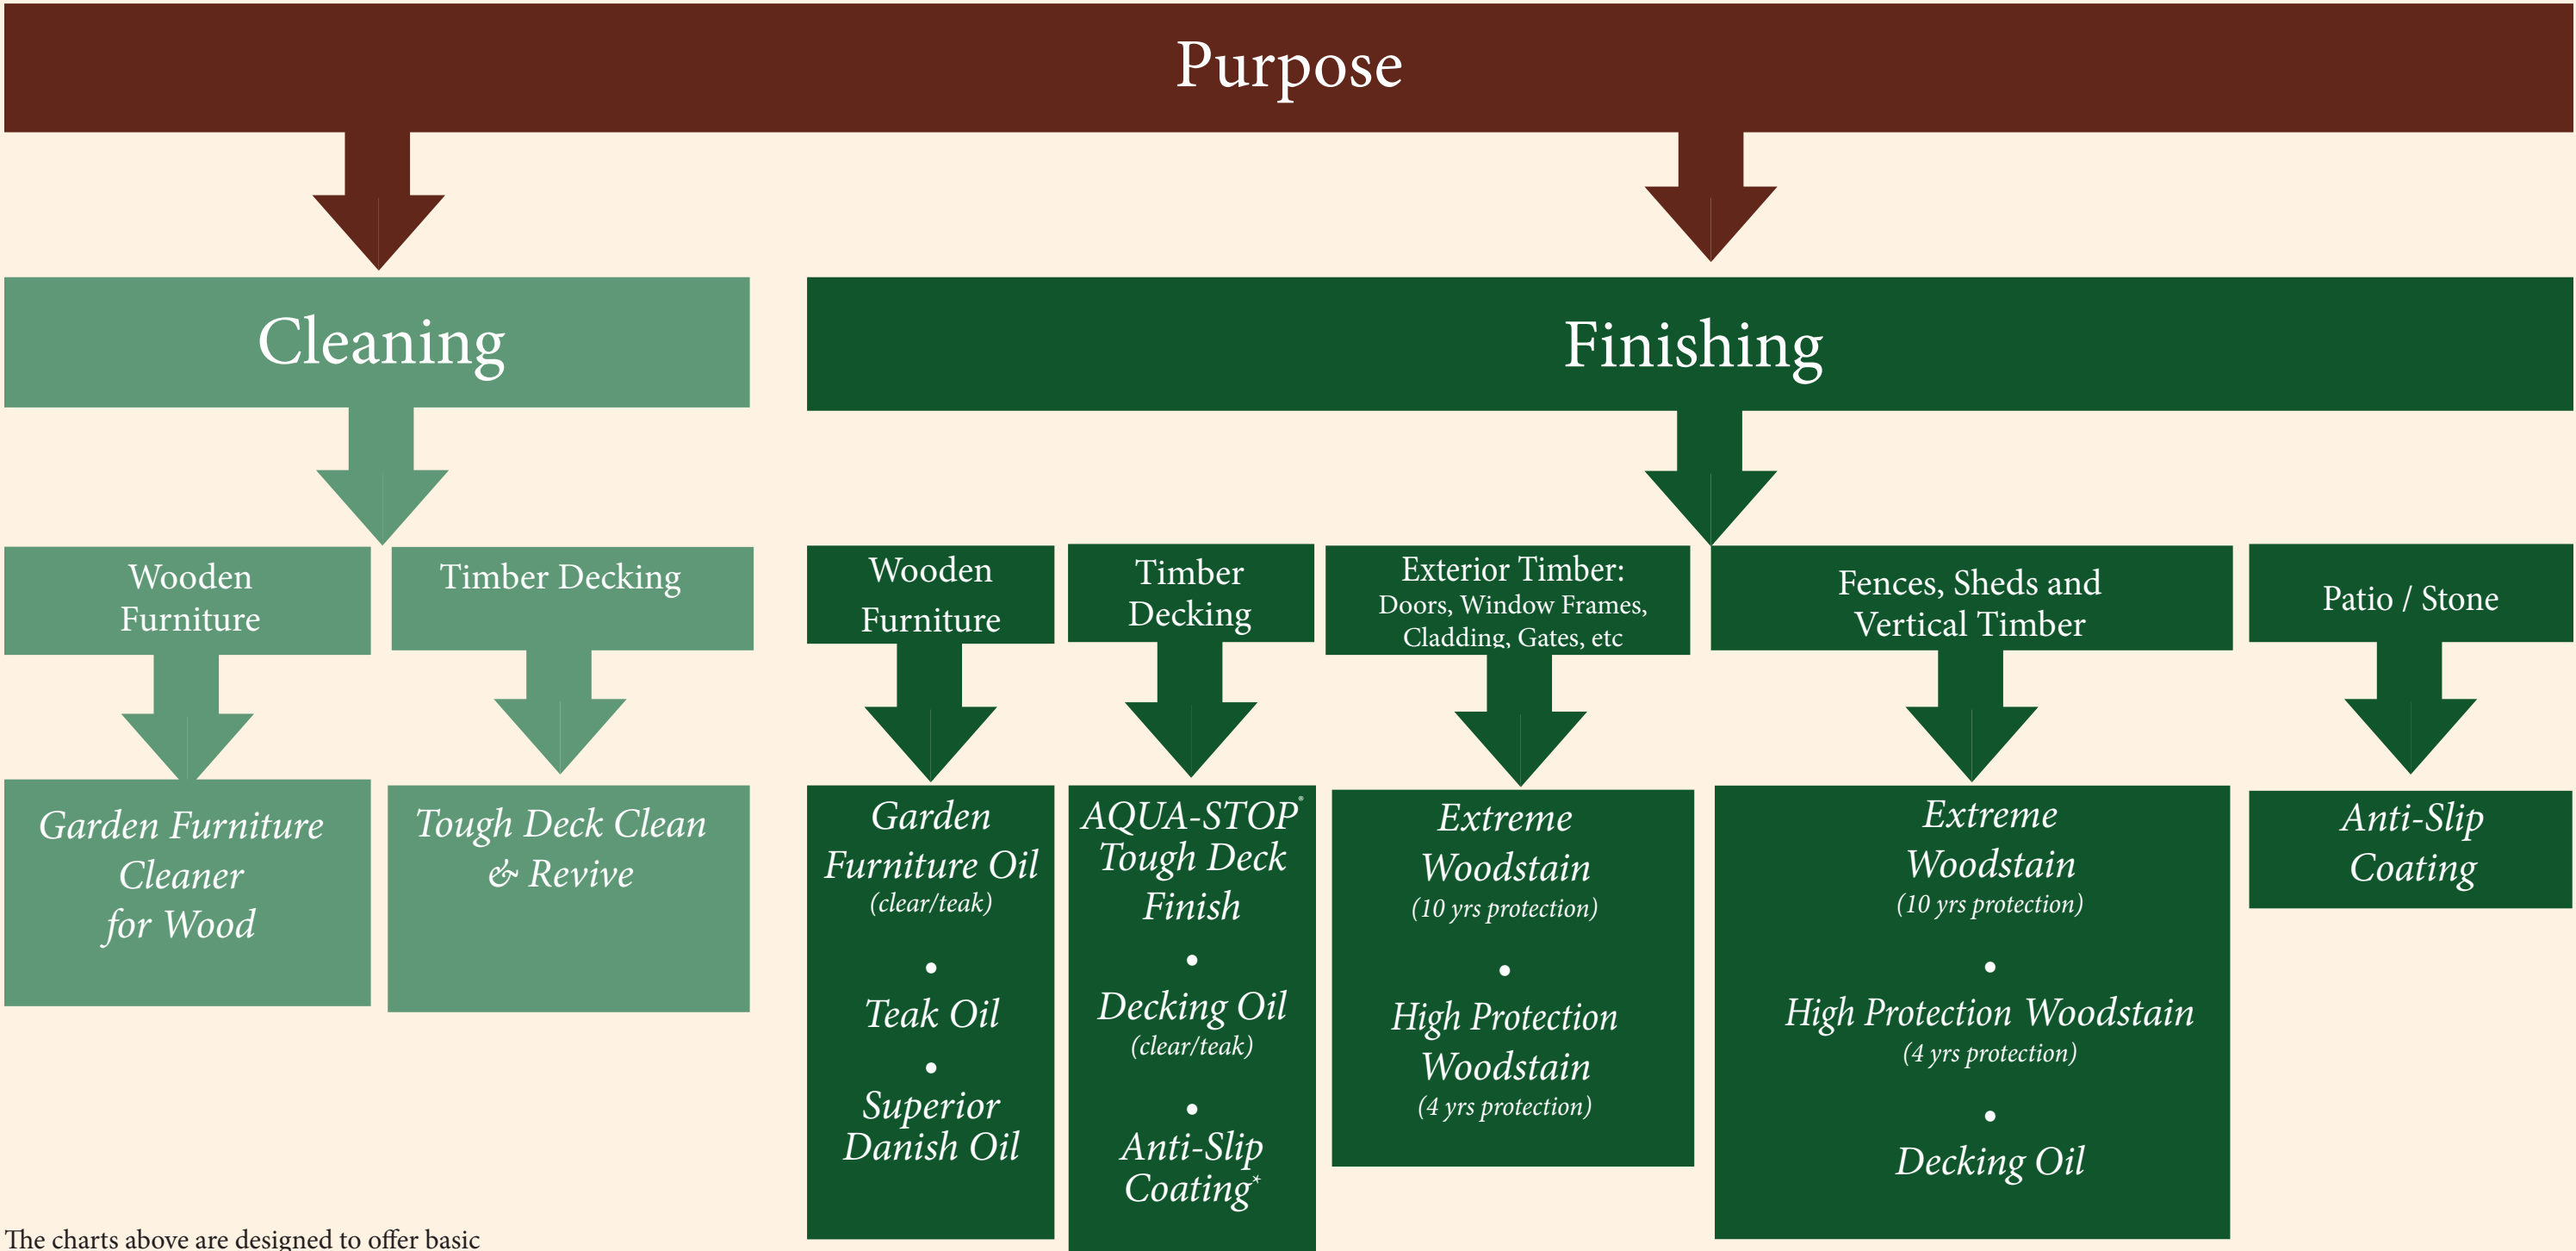 Purpose
Cleaning
Finishing
Wooden
Furniture
Timber Decking
Wooden
Furniture
Timber
Decking
Exterior Timber:
Doors, Window Frames,
Cladding, Gates, etc
Fences, Sheds and
Vertical Timber
Patio / Stone
Garden Furniture
Cleaner
for Wood
Tough Deck Clean
& Revive
Garden
Furniture Oil
(clear/teak)
•
Teak Oil
•
Superior
Danish Oil
AQUA-STOP®
Tough Deck
Finish
•
Decking Oil
(clear/teak)
•
Anti-Slip
Coating*
Extreme
Woodstain
(10 yrs protection)
•
High Protection
Woodstain
(4 yrs protection)
Extreme
Woodstain
(10 yrs protection)
•
High Protection Woodstain
(4 yrs protection)
•
Decking Oil
Anti-Slip
Coating
The charts above are designed to offer basic